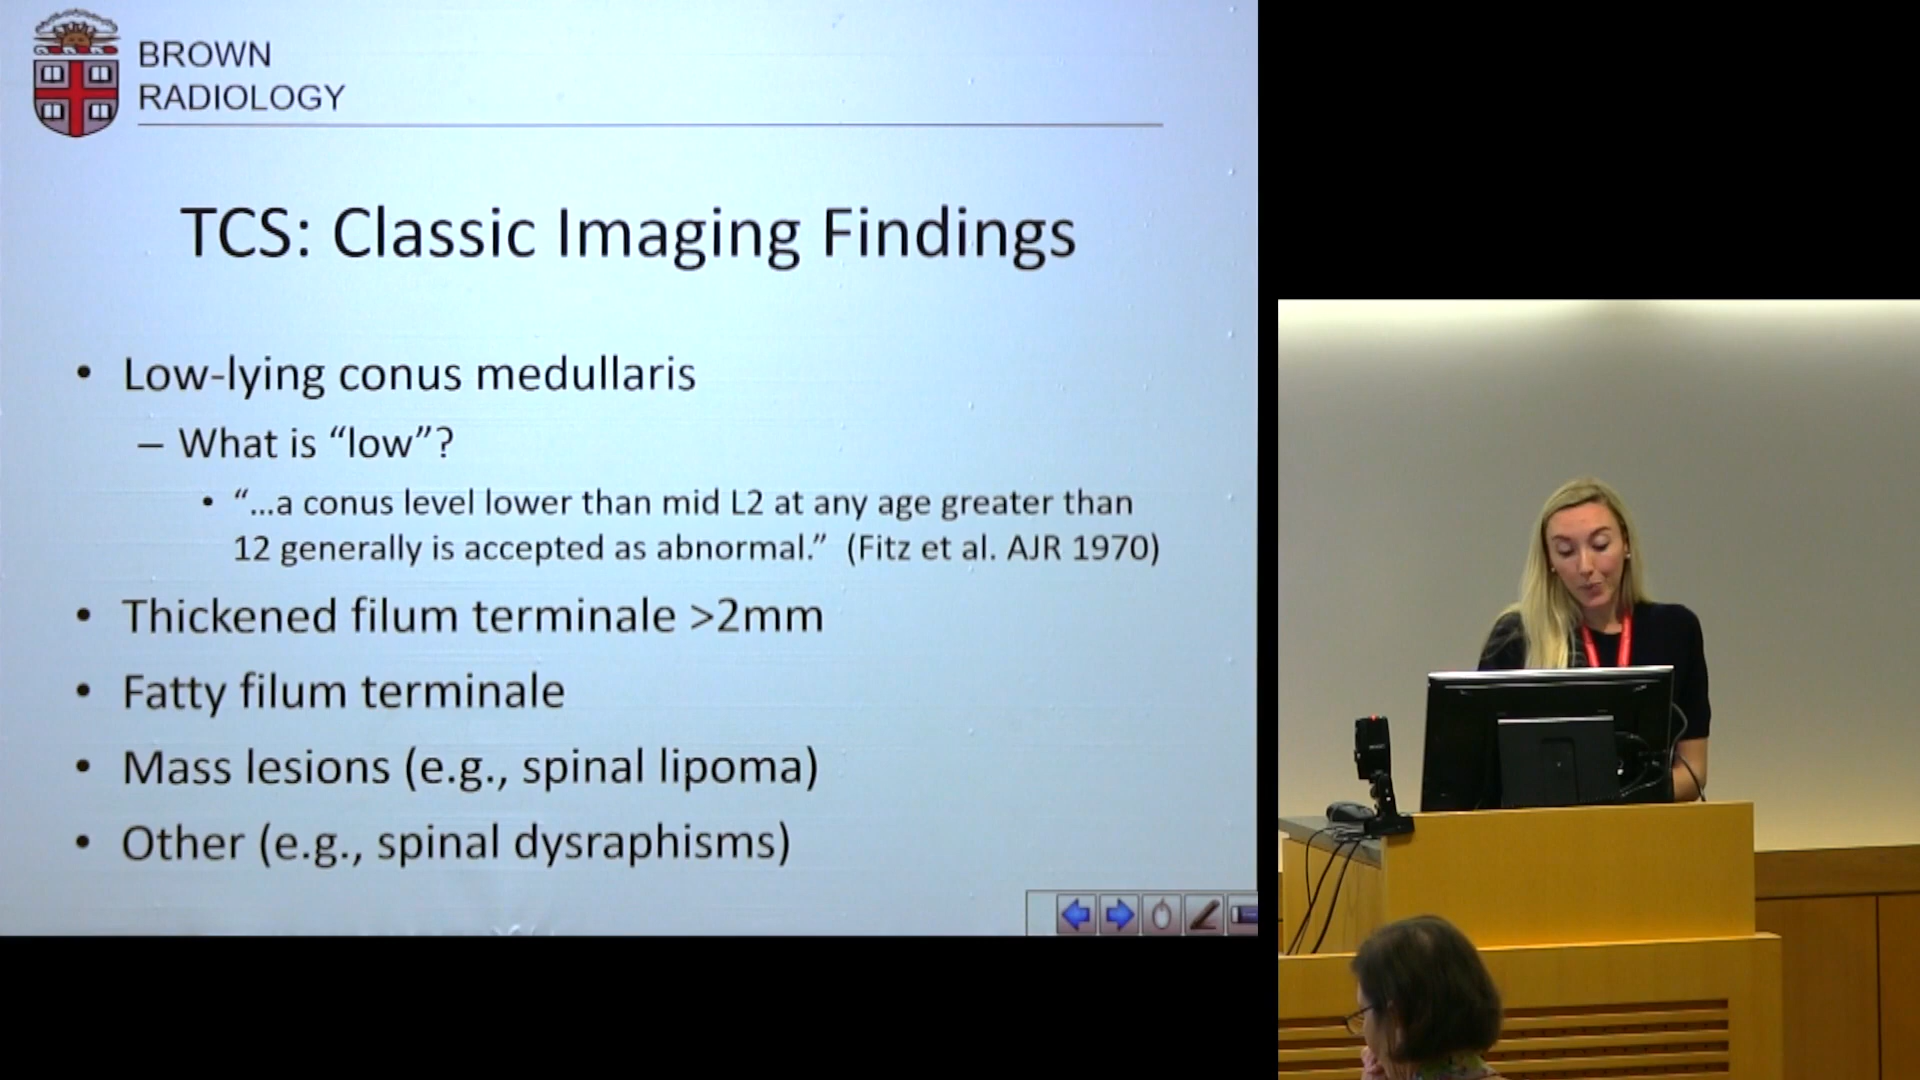 BROWN
RADIOLOGY
TCS: Classic Imaging Findings
• Low-lying conus medullaris
– What is “low”?
• “...a conus level lower than mid L2 at any age greater than
12 generally is accepted as abnormal.” (Fitz et al. AJR 1970)
• Thickened filum terminale >2mm
• Fatty filum terminale
• Mass lesions (e.g., spinal lipoma)
• Other (e.g., spinal dysraphisms)